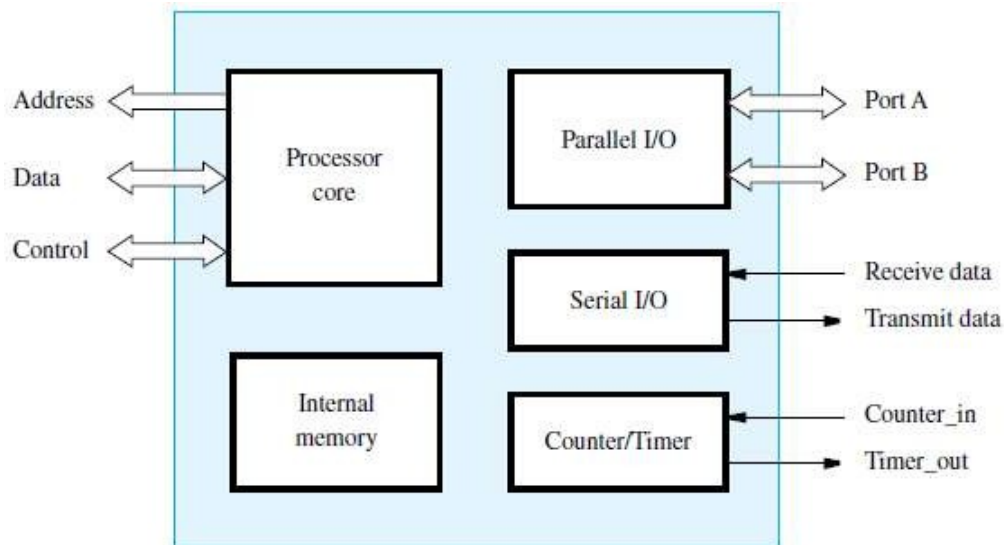 Address
Data
Control
Processor
core
Internal
memory
Parallel I/O
Serial I/O
Counter/Timer
Port A
Port B
Receive data
Transmit data
Counter_in
Timer_out